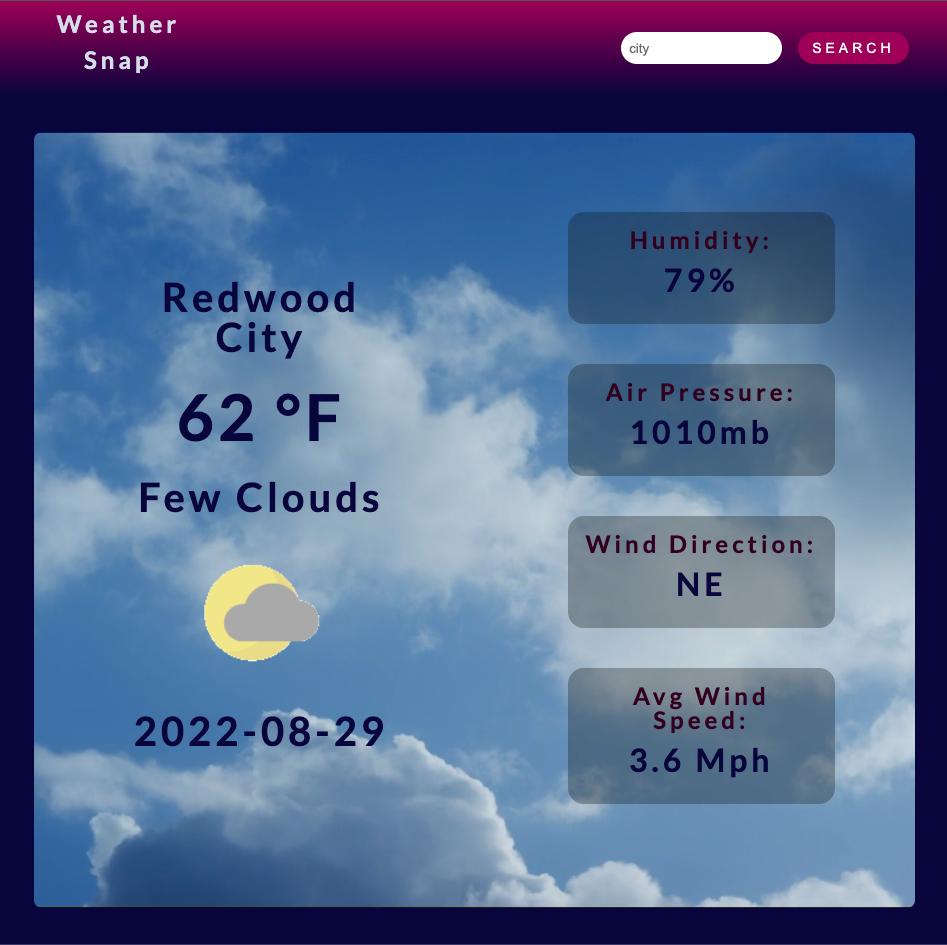 Weather
Snap
city
SEARCH
Redwood
City
62 °F
Few Clouds
2022-08-29
Humidity:
79%
Air Pressure:
1010mb
Wind Direction:
NE
Avg Wind
Speed:
3.6 Mph